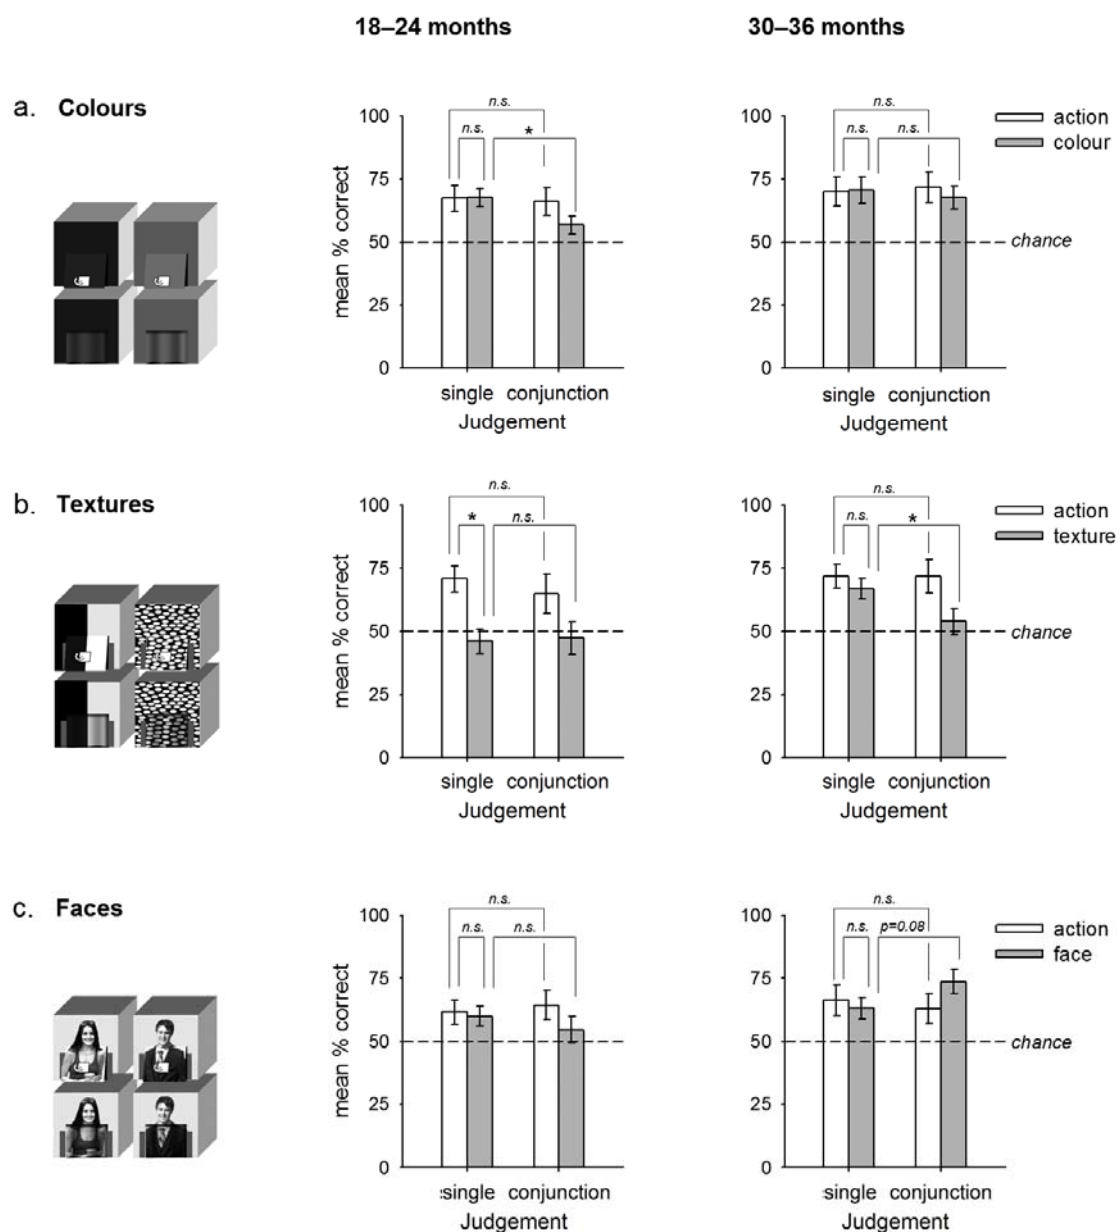 18–24 months
30–36 months
a. Colours
n.s.
n.s.
*
100
75
50
25
0
mean % correct
single conjunction
Judgement
n.s.
n.s.
n.s.
100
75
50
25
0
single conjunction
Judgement
action
colour
chance
b. Textures
n.s.
*
n.s.
100
75
50
25
0
mean % correct
single conjunction
Judgement
n.s.
n.s.
*
100
75
50
25
0
single conjunction
Judgement
action
texture
chance
c. Faces
n.s.
n.s.
n.s.
100
75
50
25
0
mean % correct
single conjunction
Judgement
n.s.
n.s.
p=0.08
100
75
50
25
0
single conjunction
Judgement
action
face
chance